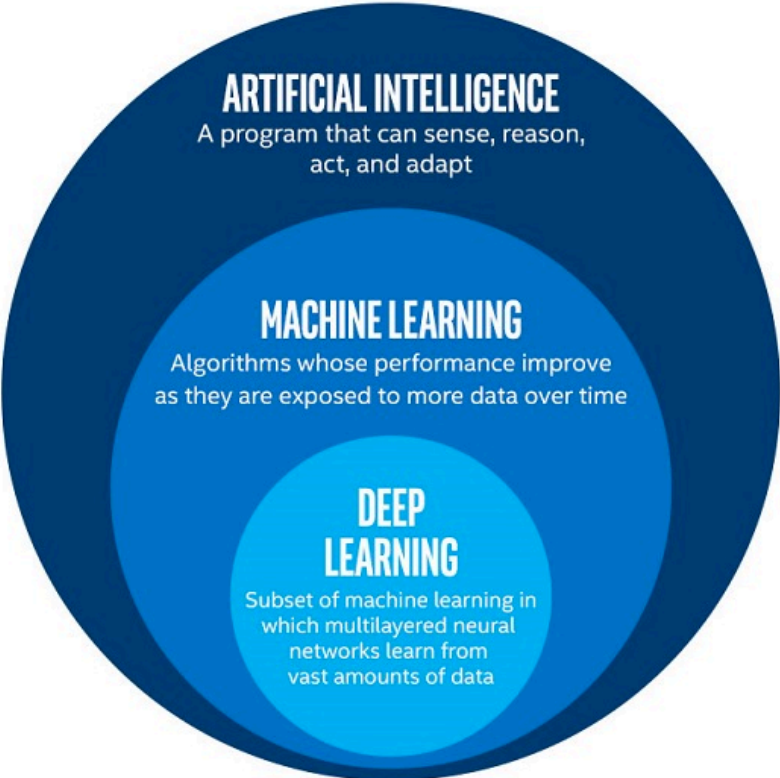 ARTIFICIAL INTELLIGENCE
A program that can sense, reason,
act, and adapt
MACHINE LEARNING
Algorithms whose performance improve
as they are exposed to more data over time
DEEP
LEARNING
Subset of machine learning in
which multilayered neural
networks learn from
vast amounts of data